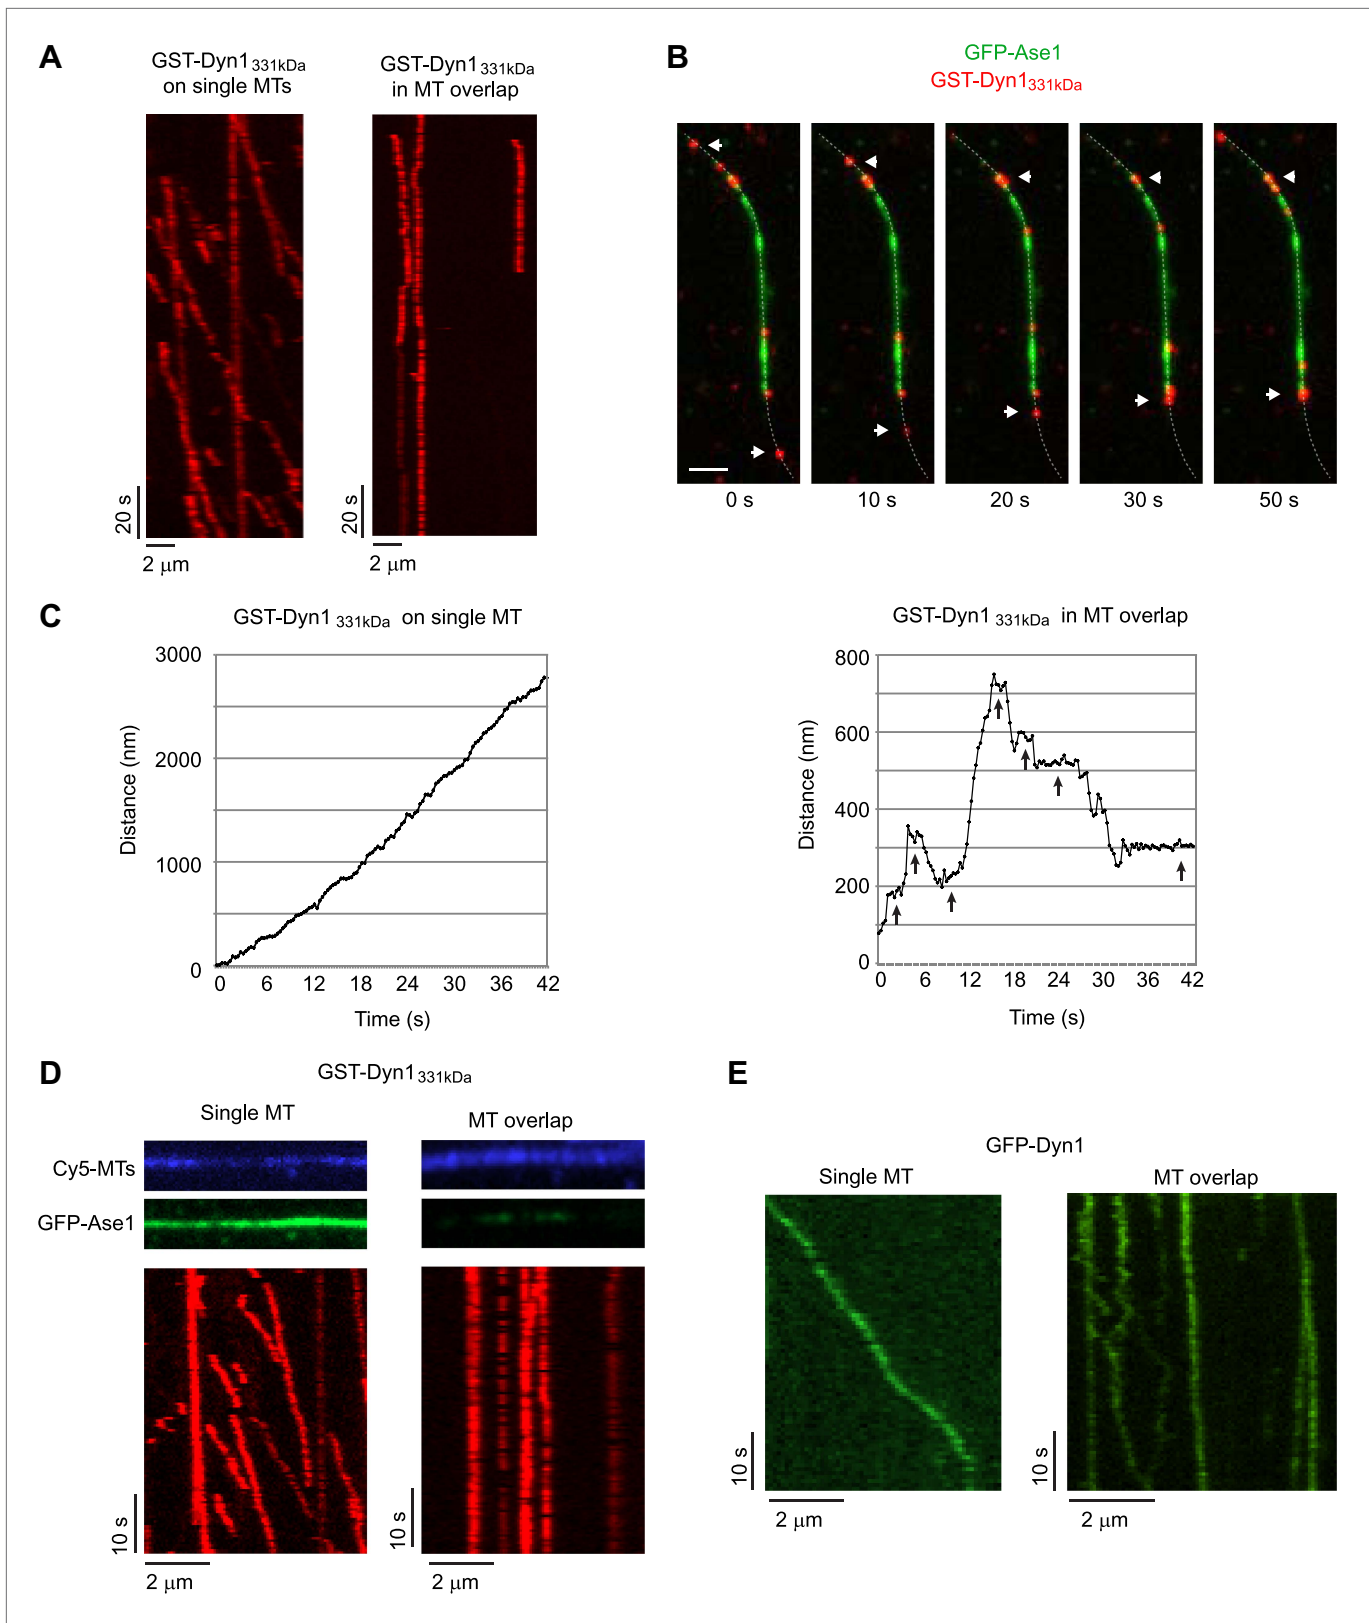 A
GST-Dyn1331kDa
on single MTs
GST-Dyn1331kDa
in MT overlap
20 s
2 μm
20 s
2 μm
B
GFP-Ase1
GST-Dyn1331kDa
0 s
10 s
20 s
30 s
50 s
C
GST-Dyn1 331kDa on single MT
Distance (nm)
3000
2000
1000
0
0 6 12 18 24 30 36 42
Time (s)
GST-Dyn1 331kDa in MT overlap
Distance (nm)
800
600
400
200
0
0 6 12 18 24 30 36 42
Time (s)
D
GST-Dyn1331kDa
Single MT
MT overlap
Cy5-MTs
GFP-Ase1
10 s
2 μm
10 s
2 μm
E
GFP-Dyn1
Single MT
MT overlap
10 s
2 μm
10 s
2 μm